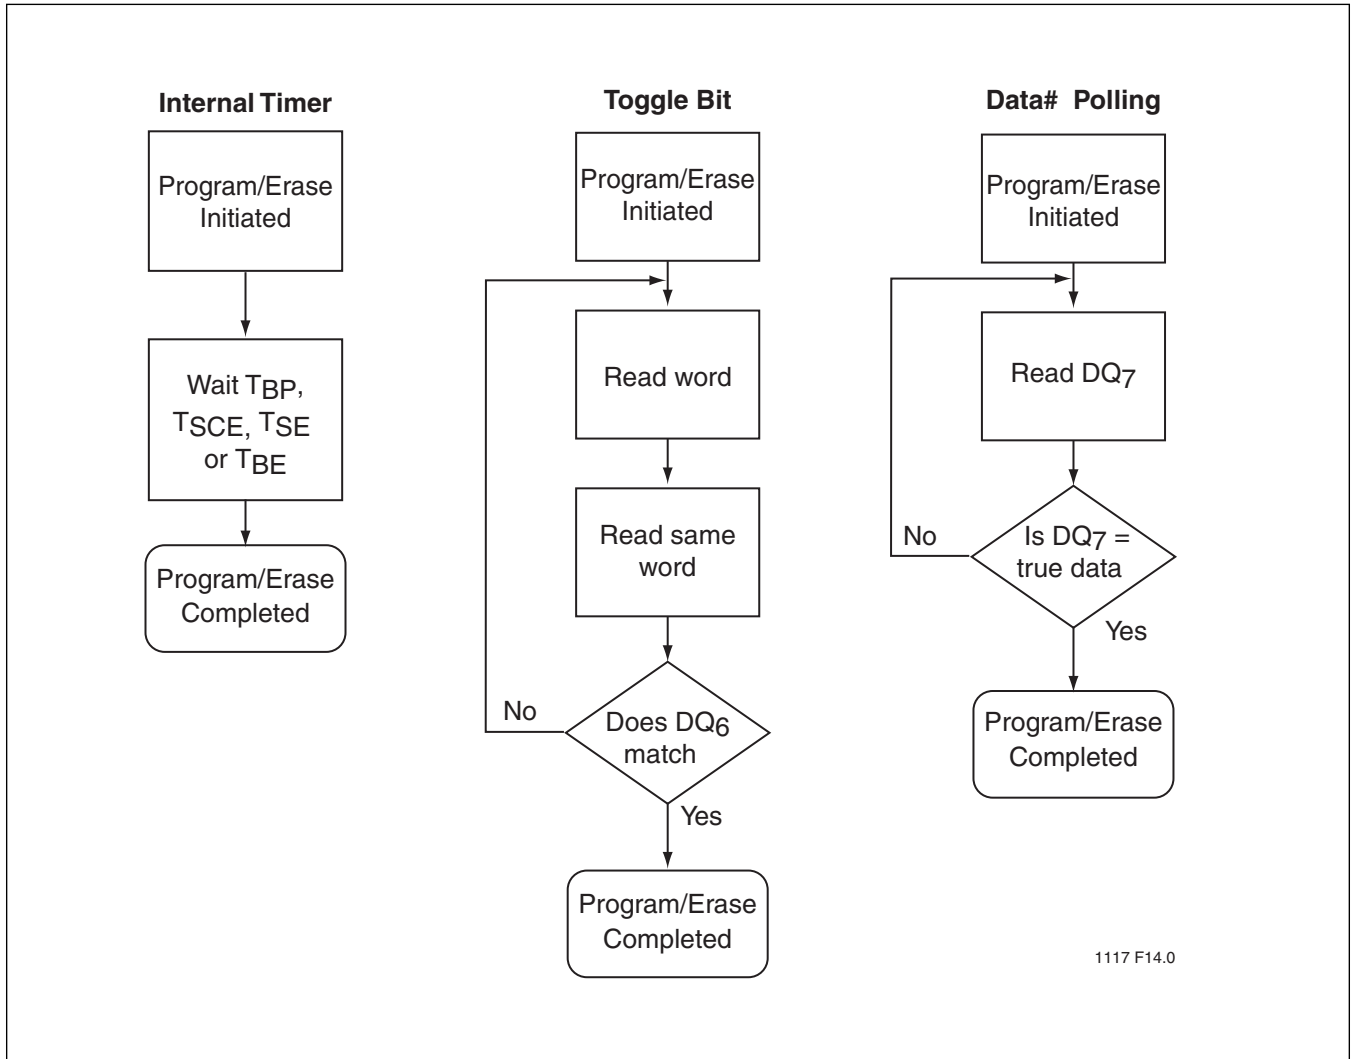 Internal Timer
Program/Erase
Initiated
Wait TBP,
TSCE, TSE
or TBE
Program/Erase
Completed
Toggle Bit
Program/Erase
Initiated
Read word
Read same
word
Does DQ6
match
No
Yes
Program/Erase
Completed
Data# Polling
Program/Erase
Initiated
Read DQ7
Is DQ7 =
true data
No
Yes
Program/Erase
Completed
1117 F14.0